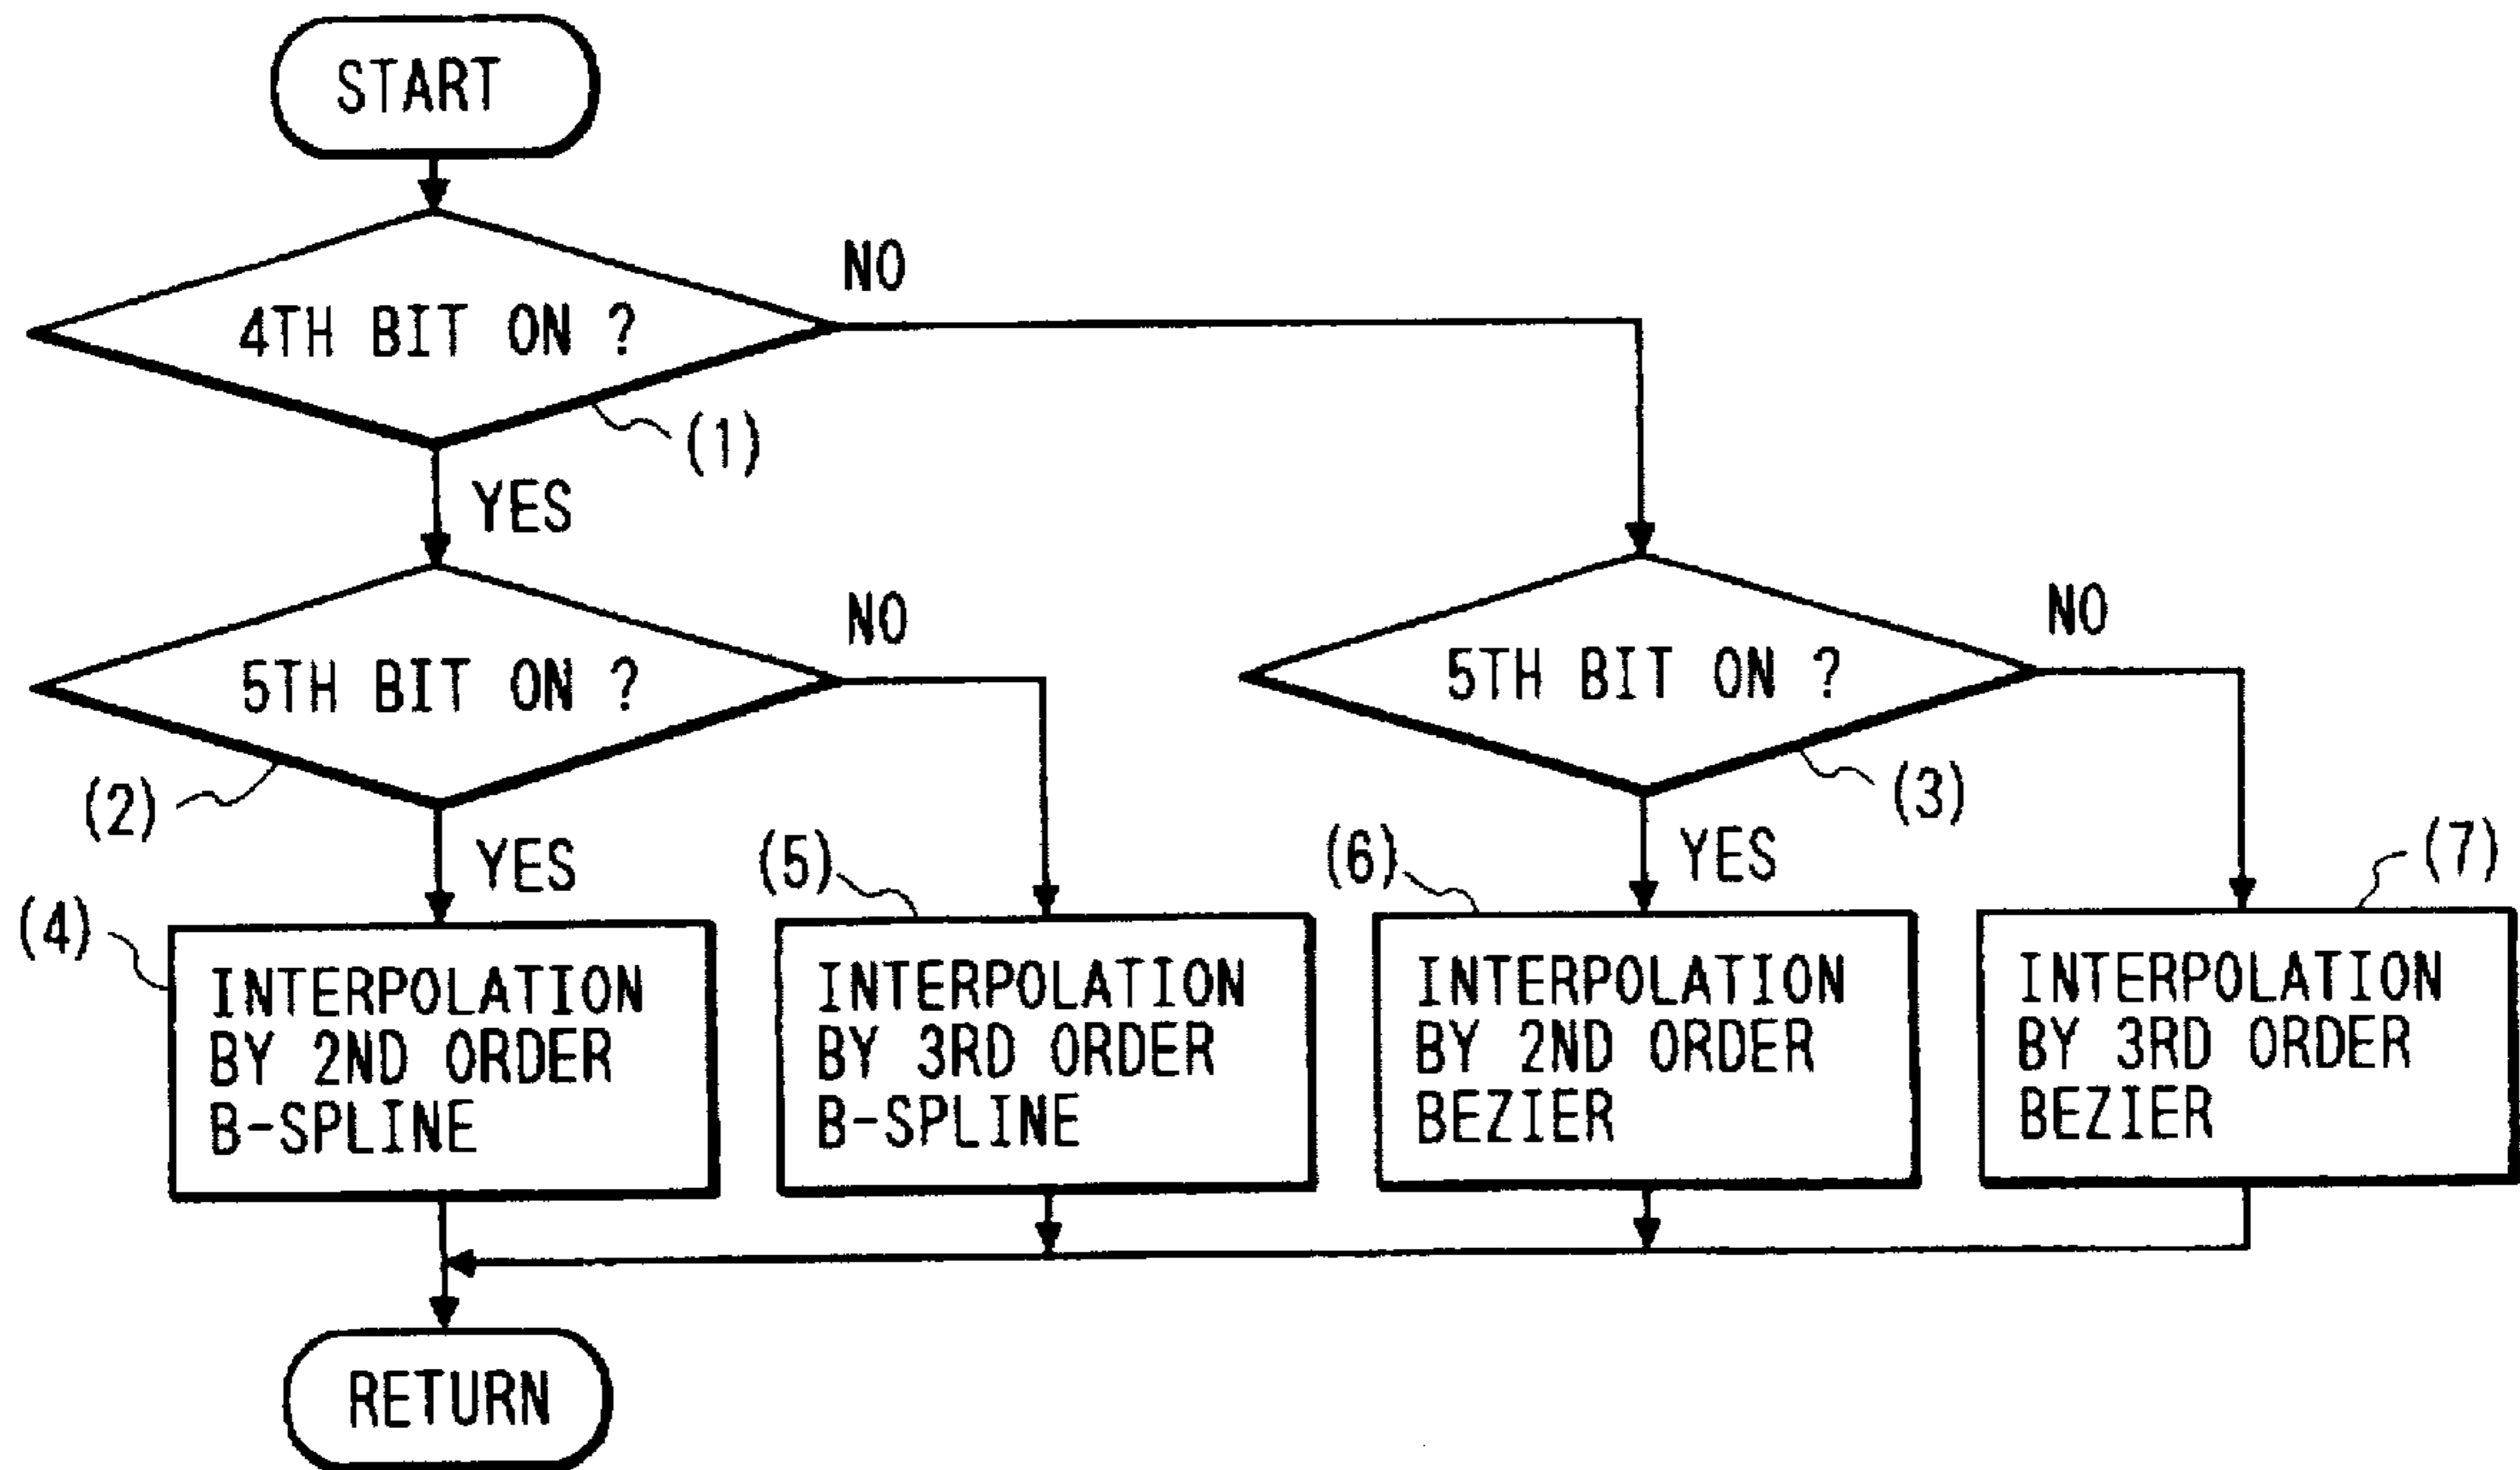 START
4TH BIT ON ?
NO
(1)
YES
5TH BIT ON ?
NO
(2)
YES
5TH BIT ON ?
NO
(3)
YES
(4)
INTERPOLATION
BY 2ND ORDER
B-SPLINE
(5)
INTERPOLATION
BY 3RD ORDER
B-SPLINE
(6)
INTERPOLATION
BY 2ND ORDER
BEZIER
(7)
INTERPOLATION
BY 3RD ORDER
BEZIER
RETURN